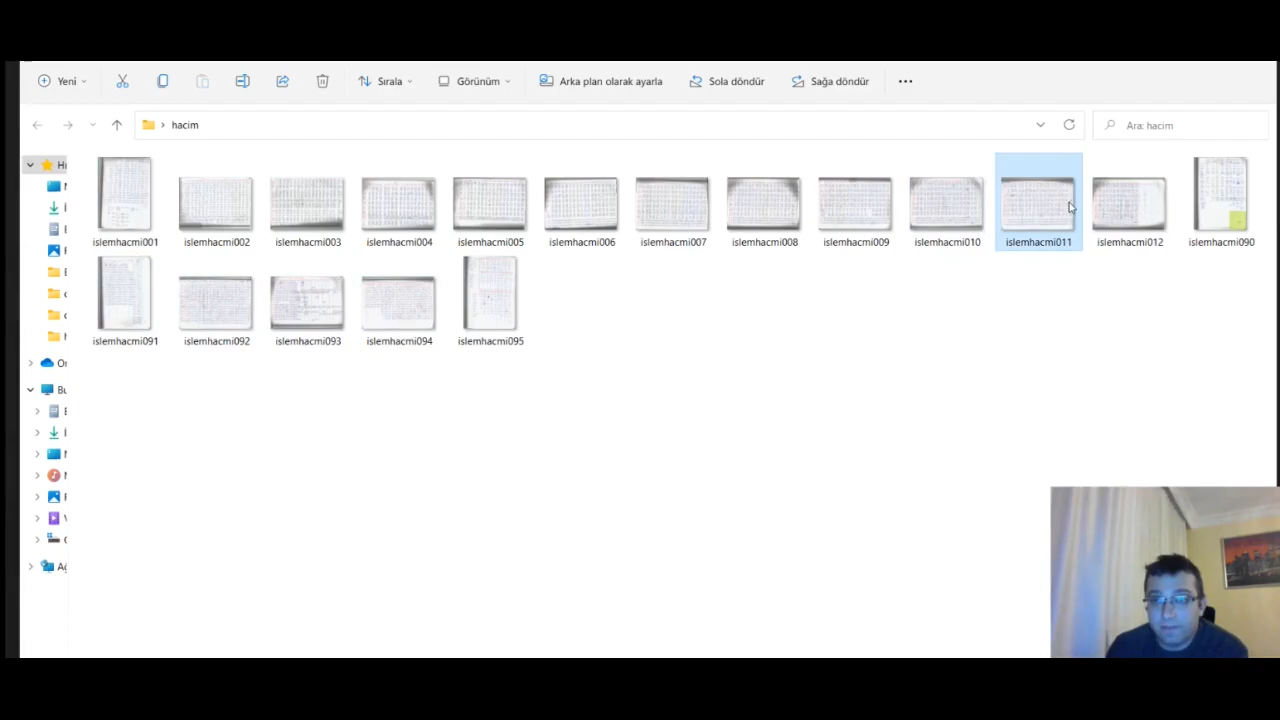 Yeni
Sırala
Görünüm
Arka plan olarak ayarla
Sola döndür
Sağa döndür
hacim
Ara: hacim
islemhacmi001
islemhacmi002
islemhacmi003
islemhacmi004
islemhacmi005
islemhacmi006
islemhacmi007
islemhacmi008
islemhacmi009
islemhacmi010
islemhacmi011
islemhacmi012
islemhacmi090
islemhacmi091
islemhacmi092
islemhacmi093
islemhacmi094
islemhacmi095